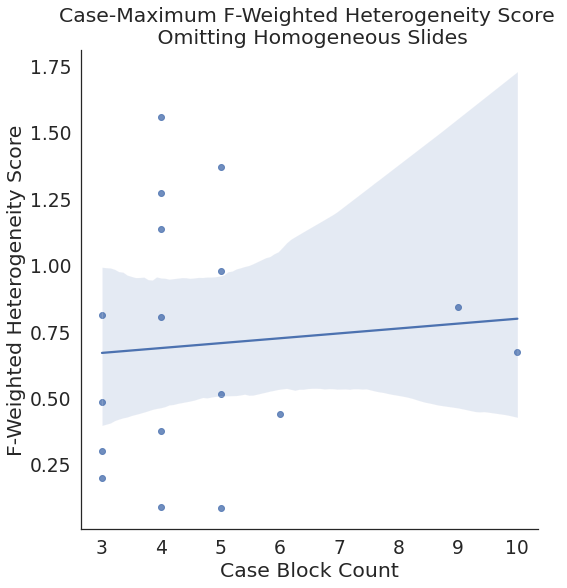 Case-Maximum F-Weighted Heterogeneity Score
Omitting Homogeneous Slides
F-Weighted Heterogeneity Score
1.75
1.50
1.25
1.00
0.75
0.50
0.25
3 4 5 6 7 8 9 10
Case Block Count